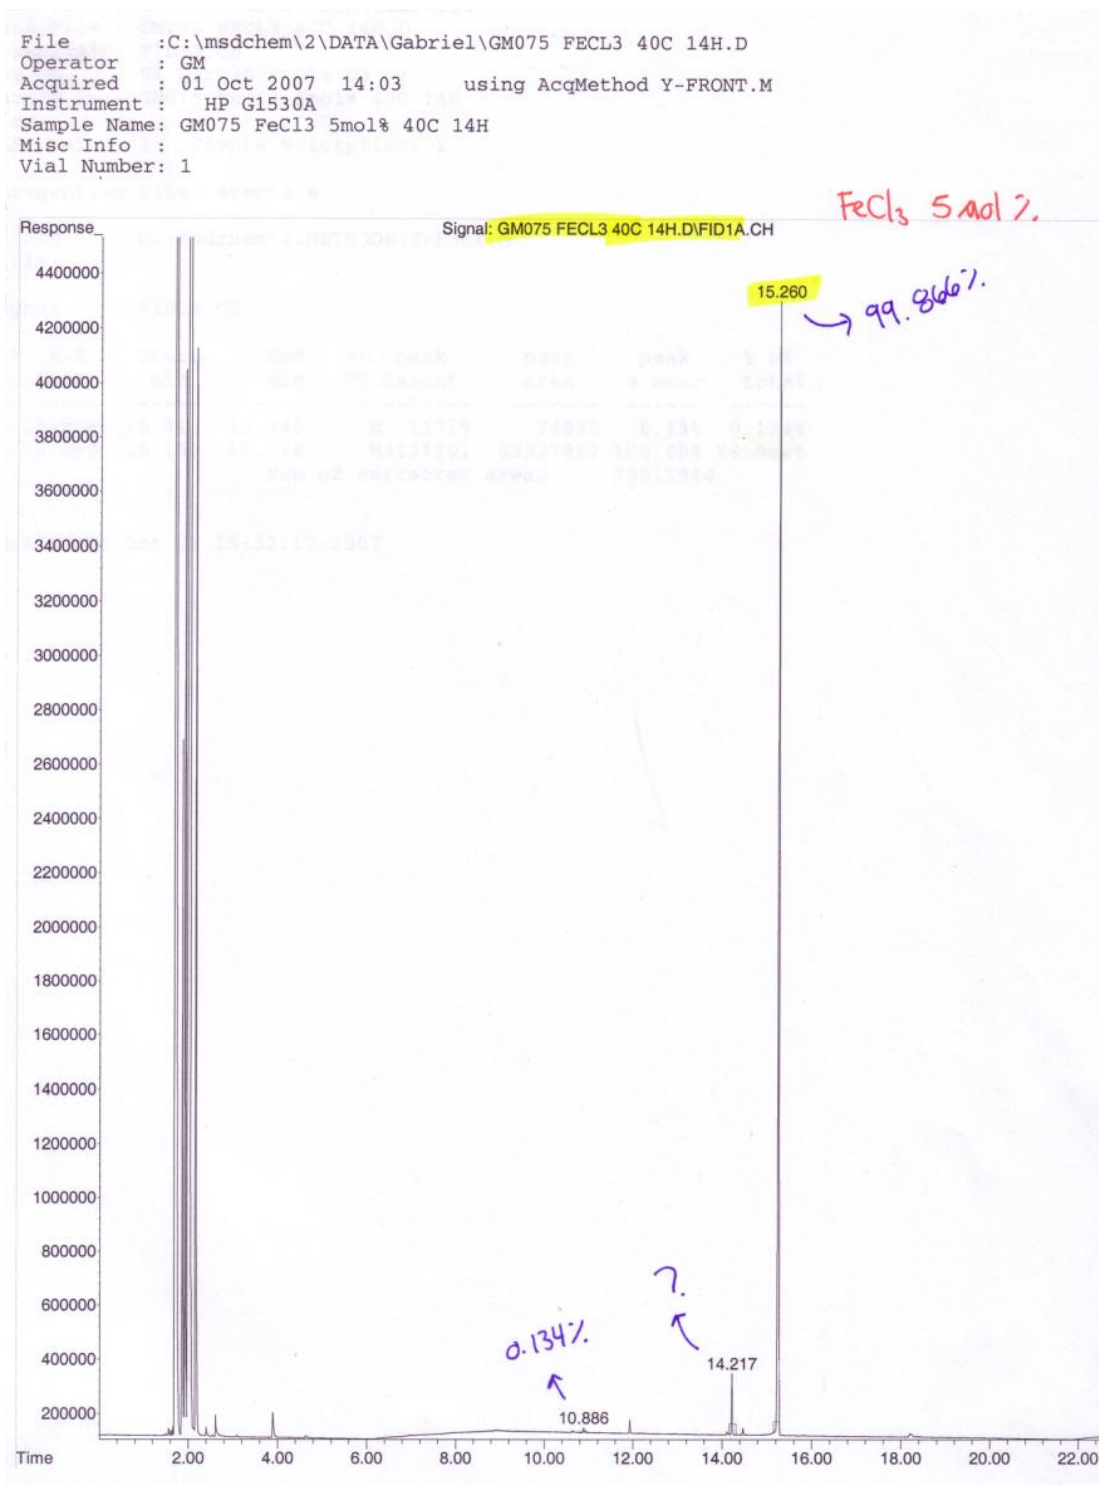 File :C:\msdchem\2\DATA\Gabriel\GM075 FECL3 40C 14H.D
Operator : GM
Acquired : 01 Oct 2007 14:03 using AcqMethod Y-FRONT.M
Instrument : HP G1530A
Sample Name: GM075 FeCl3 5mol% 40C 14H
Misc Info :
Vial Number: 1
FeCl3 5 mol %.
Response_
Signal: GM075 FECL3 40C 14H.D\FID1A.CH
4400000
15.260
99.866%.
4200000
4000000
3800000
3600000
3400000
3200000
3000000
2800000
2600000
2400000
2200000
2000000
1800000
1600000
1400000
1200000
1000000
800000
600000
?
0.134%.
400000
14.217
200000
10.886
Time
2.00 4.00 6.00 8.00 10.00 12.00 14.00 16.00 18.00 20.00 22.00